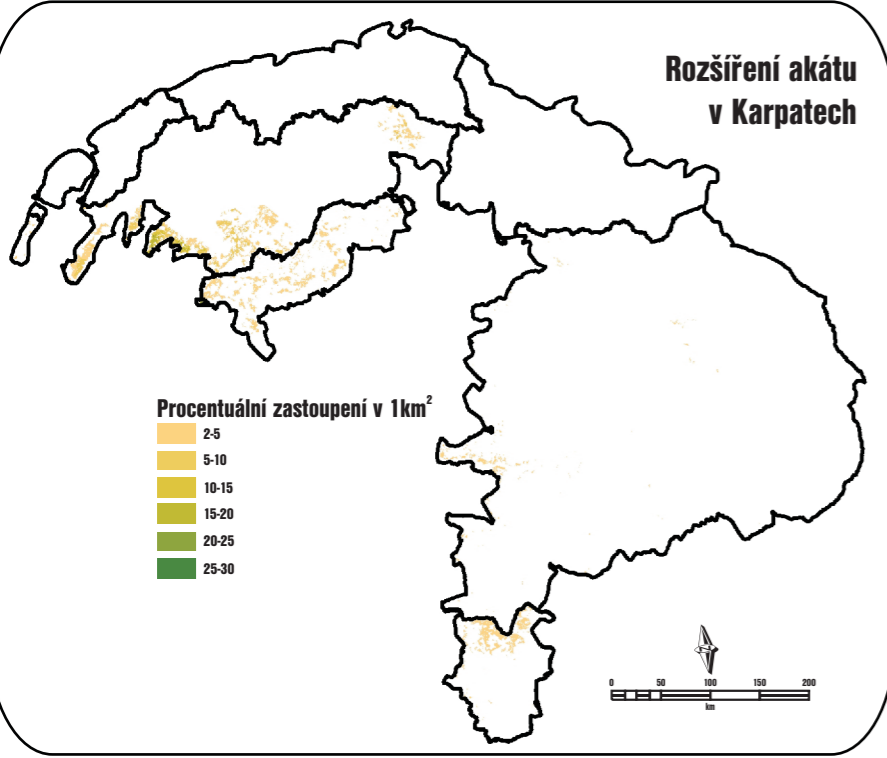 Rozšíření akátu
v Karpatech
Procentuální zastoupení v 1km²
2-5
5-10
10-15
15-20
20-25
25-30
0 50 100 150 200
km